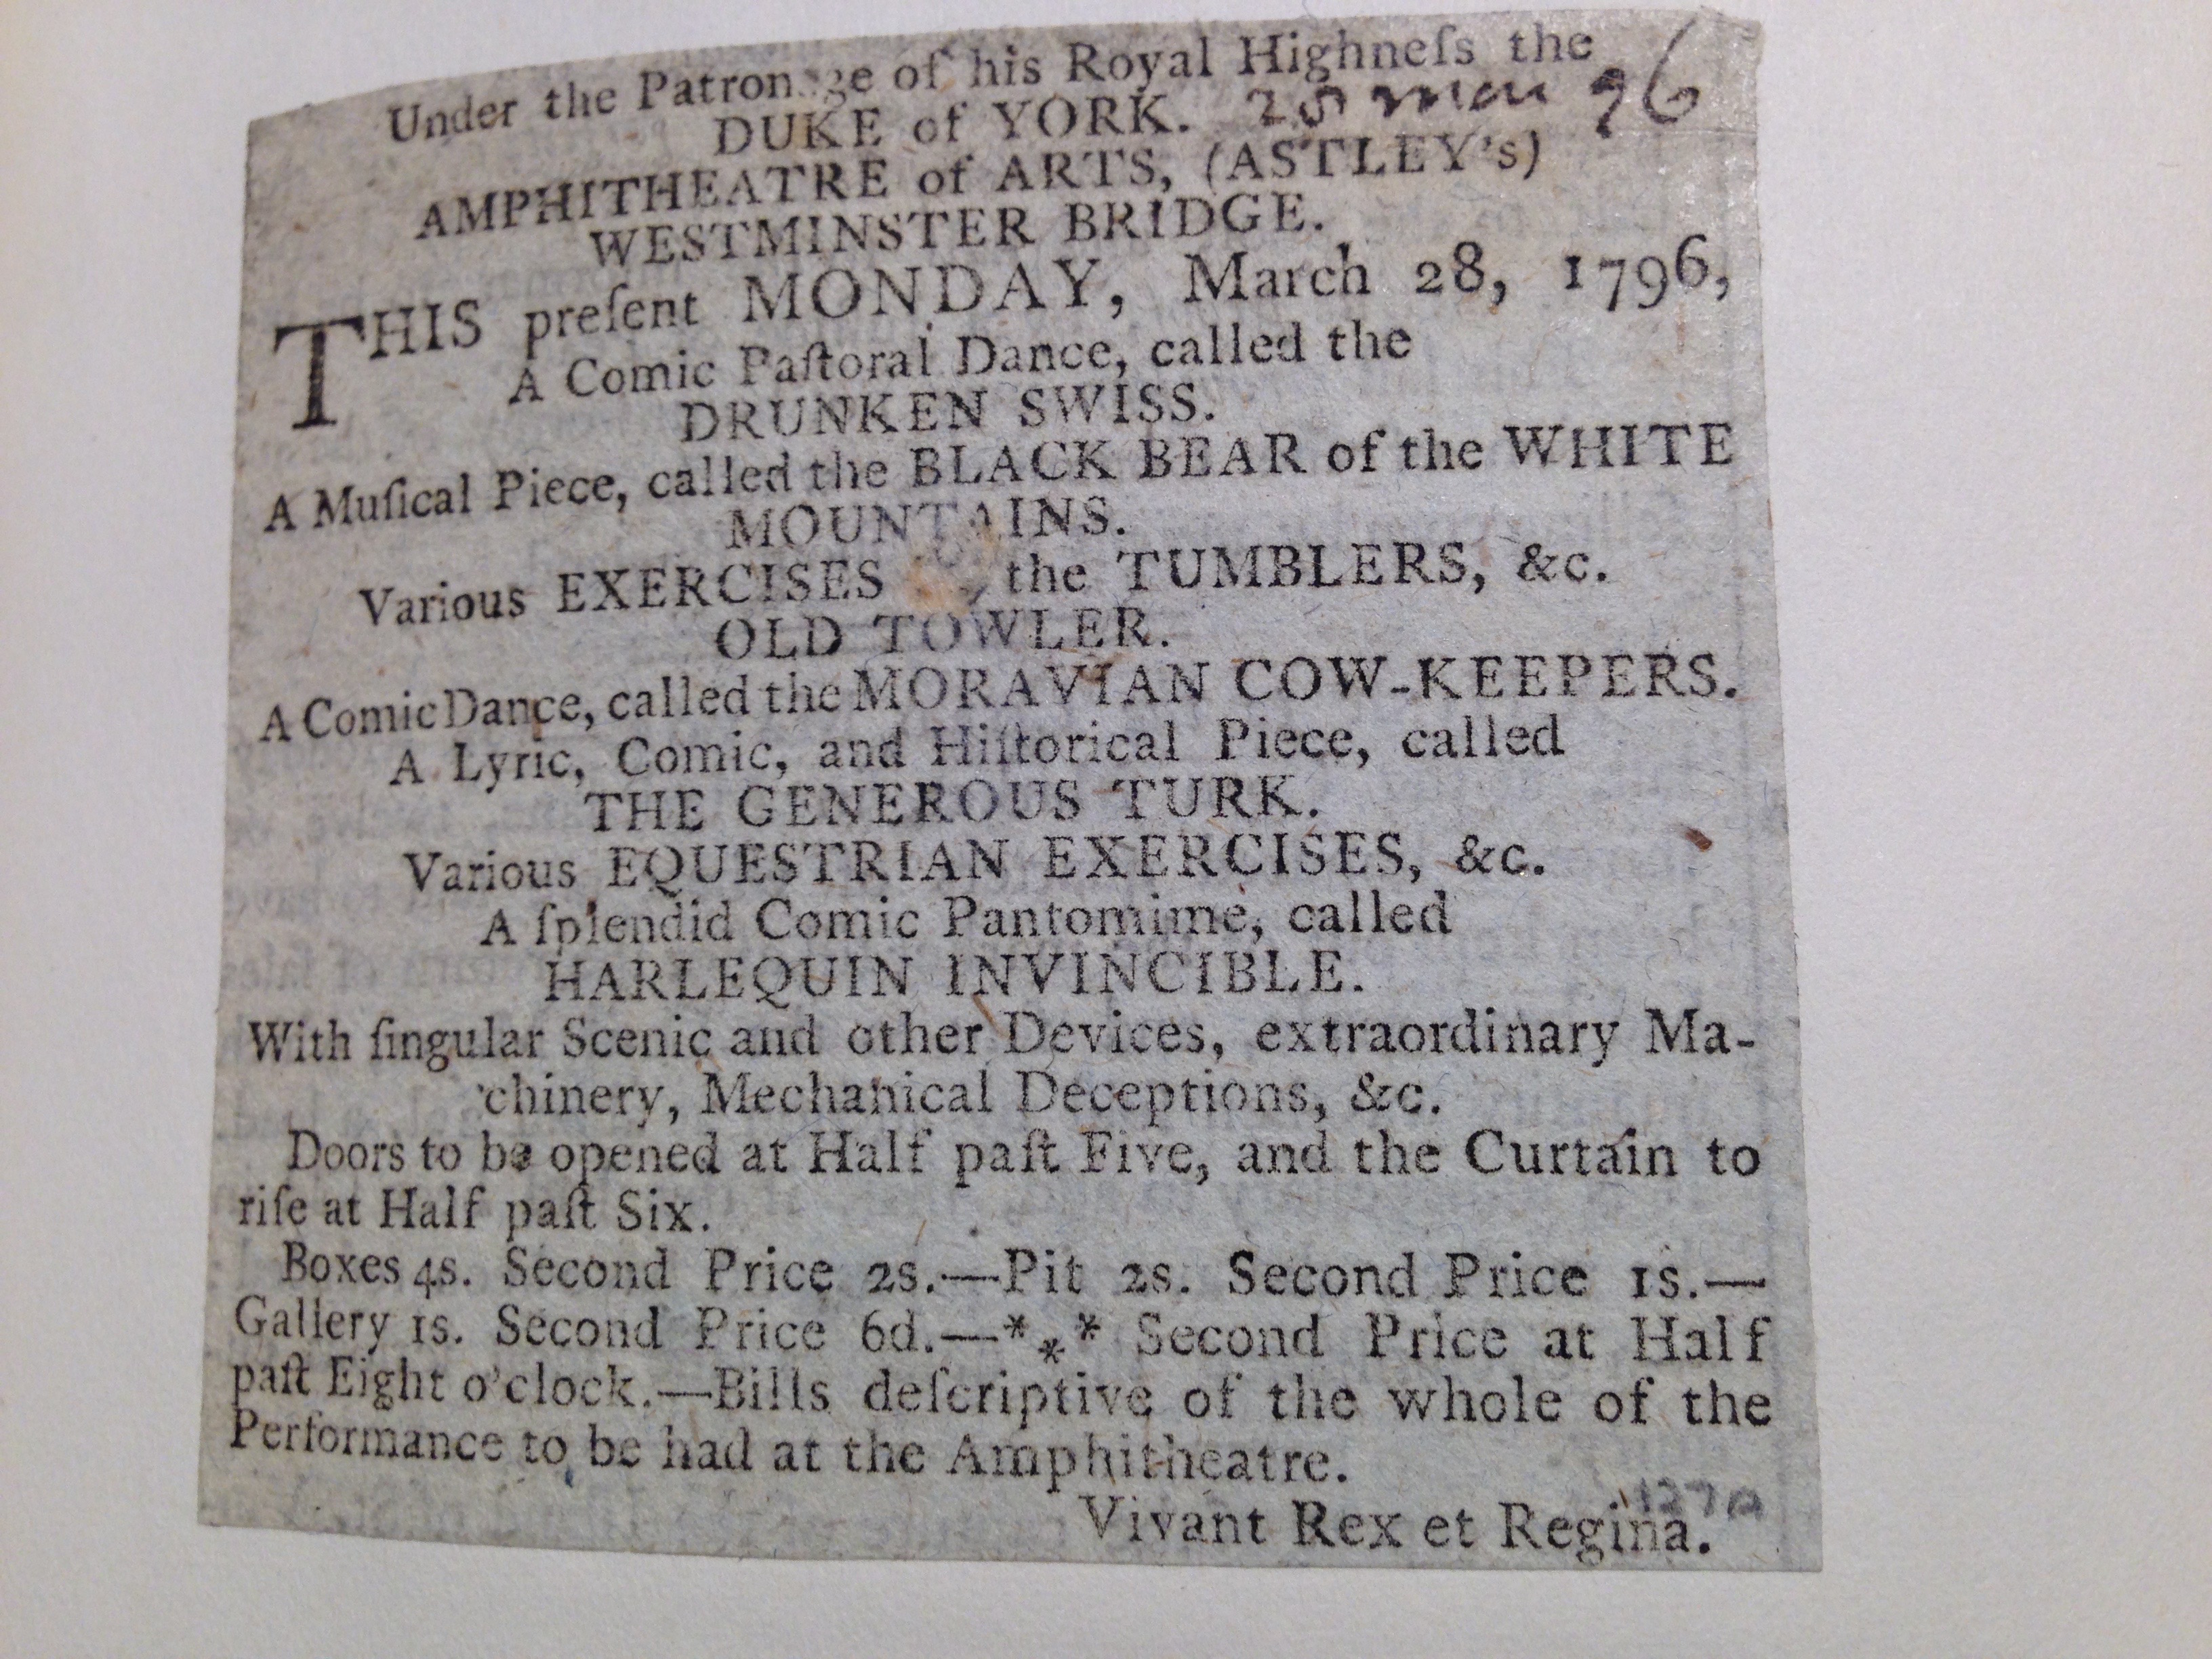 Under the Patronage of his Royal Highneſs the
DUKE of YORK. 28 Mar 96
AMPHITHEATRE of ARTS, (ASTLEY's)
WESTMINSTER BRIDGE.
THIS preſent MONDAY, March 28, 1796,
A Comic Paſtoral Dance, called the
DRUNKEN SWISS.
A Muſical Piece, called the BLACK BEAR of the WHITE
MOUNTAINS.
Various EXERCISES the TUMBLERS, &c.
OLD TOWLER.
A Comic Dance, called the MORAVIAN COW-KEEPERS.
A Lyric, Comic, and Hiſtorical Piece, called
THE GENEROUS TURK.
Various EQUESTRIAN EXERCISES, &c.
A ſplendid Comic Pantomime, called
HARLEQUIN INVINCIBLE.
With ſingular Scenic and other Devices, extraordinary Ma-
chinery, Mechanical Deceptions, &c.
Doors to be opened at Half paſt Five, and the Curtain to
riſe at Half paſt Six.
Boxes 4s. Second Price 2s.—Pit 2s. Second Price 1s.—
Gallery 1s. Second Price 6d.—*⁎* Second Price at Half
paſt Eight o'clock.—Bills deſcriptive of the whole of the
Performance to be had at the Amphitheatre.
Vivant Rex et Regina.